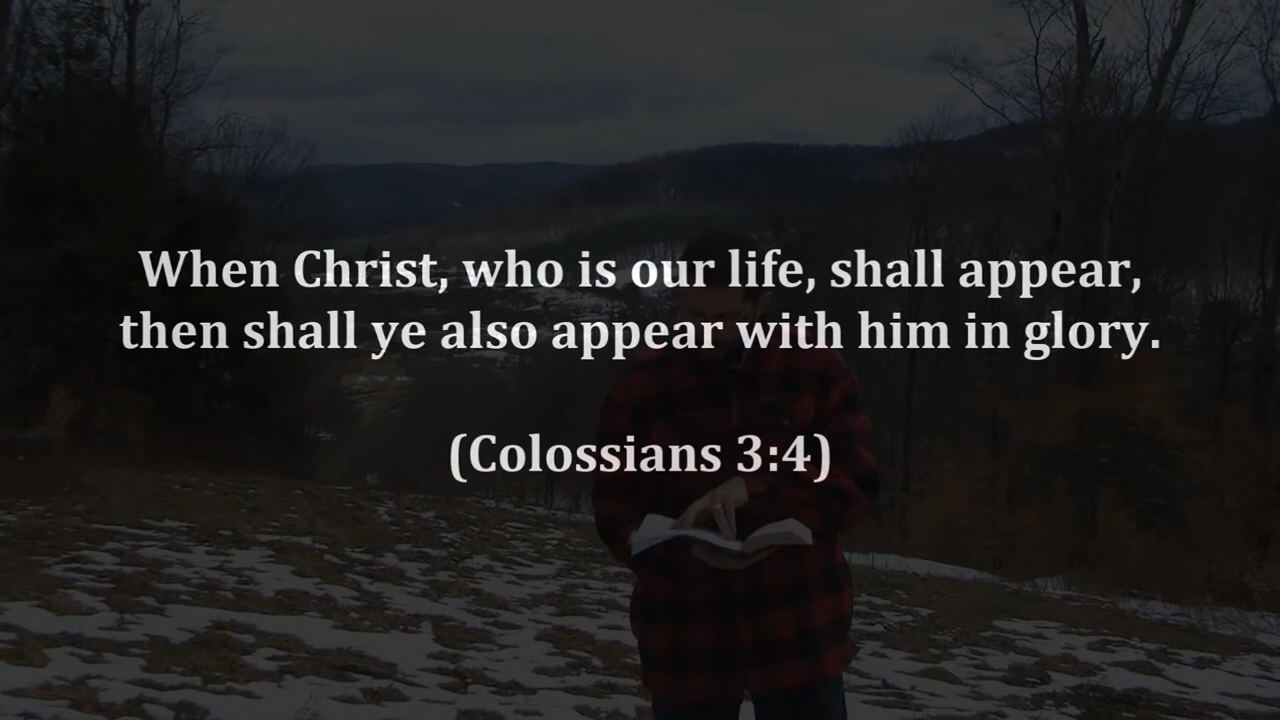 When Christ, who is our life, shall appear,
then shall ye also appear with him in glory.
(Colossians 3:4)